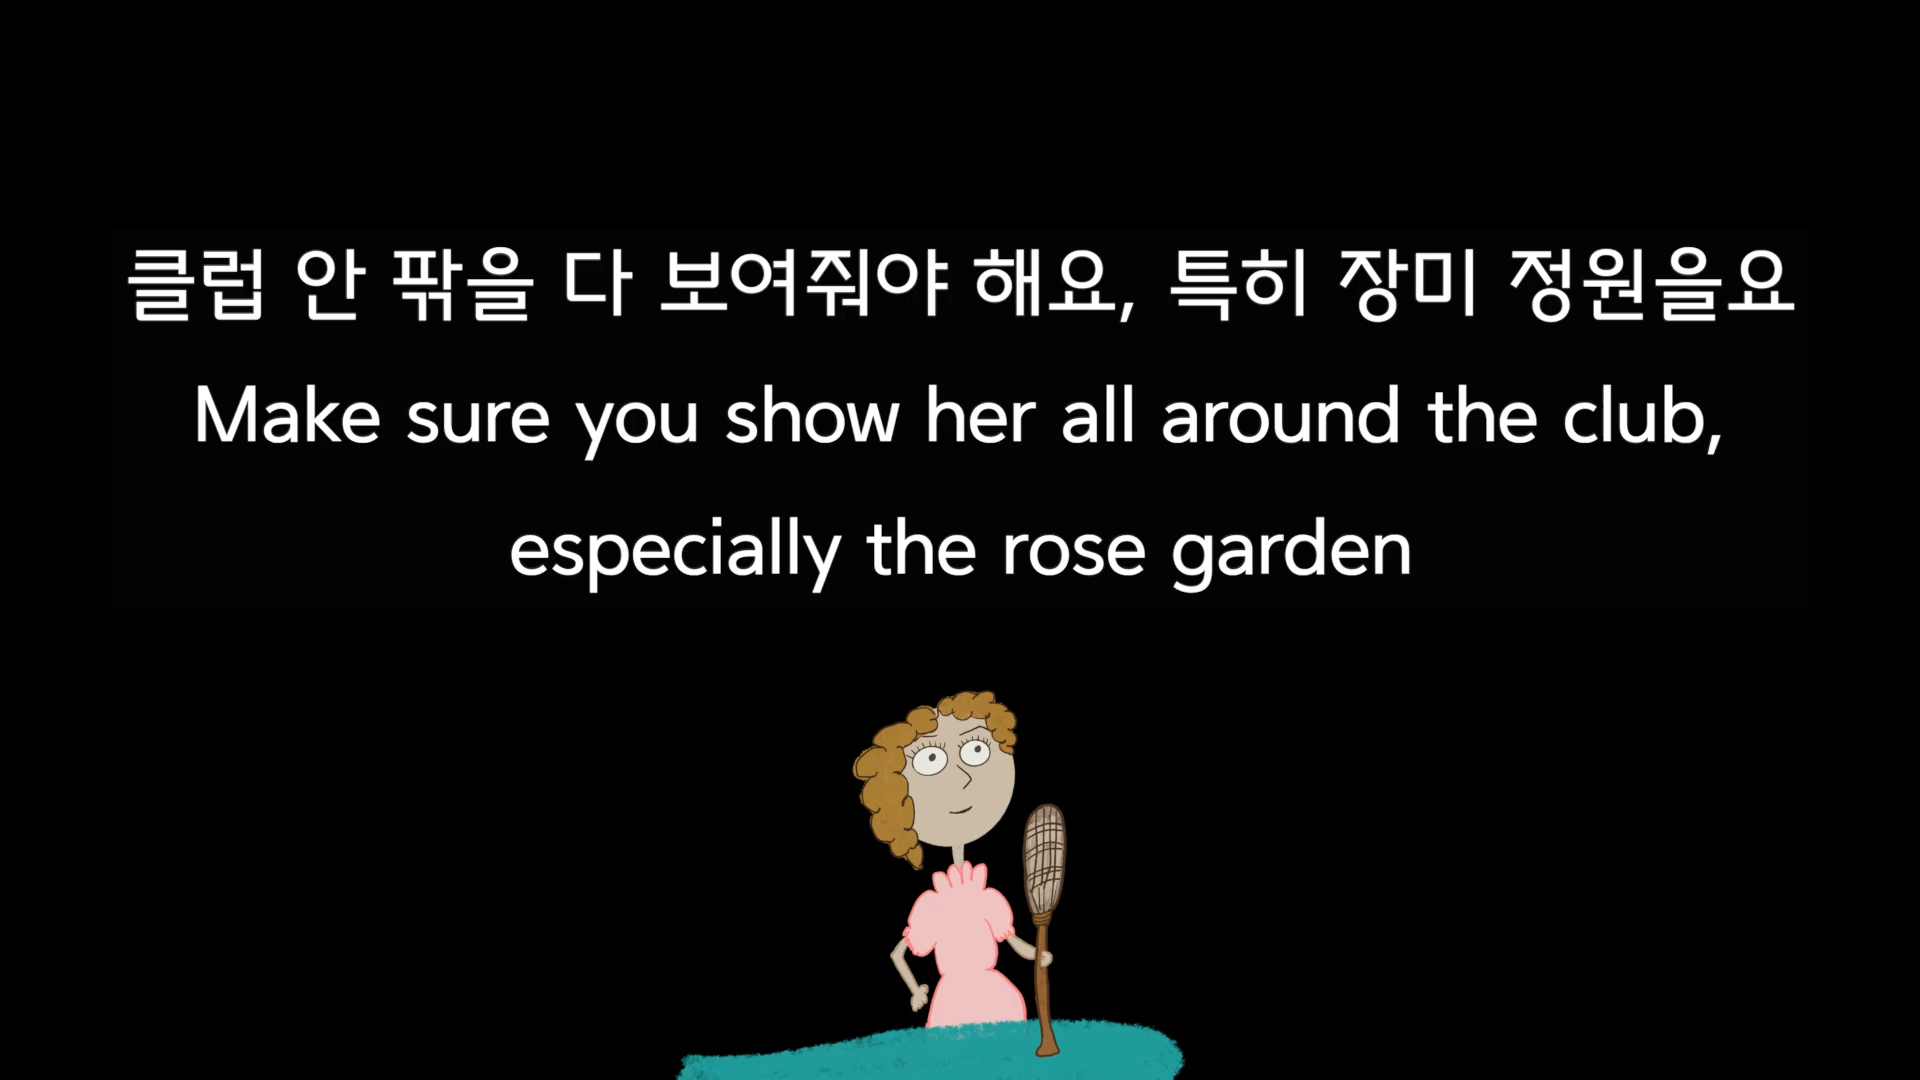 클럽 안 팎을 다 보여줘야 해요, 특히 장미 정원을요
Make sure you show her all around the club,
especially the rose garden